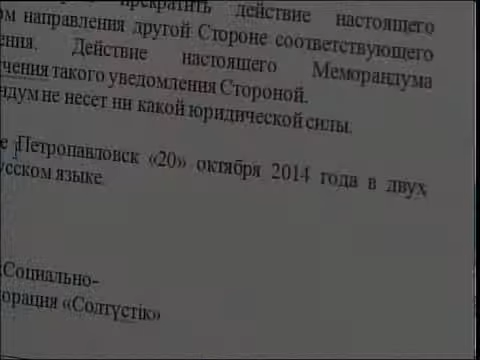 прекратить действие настоящего
ом направления другой Стороне соответствующего
ения. Действие настоящего Меморандума
чения такого уведомления Стороной.
ндум не несет ни какой юридической силы.
е Петропавловск «20» октября 2014 года в двух
усском языке.
Социально-
орация «Солтүстік»